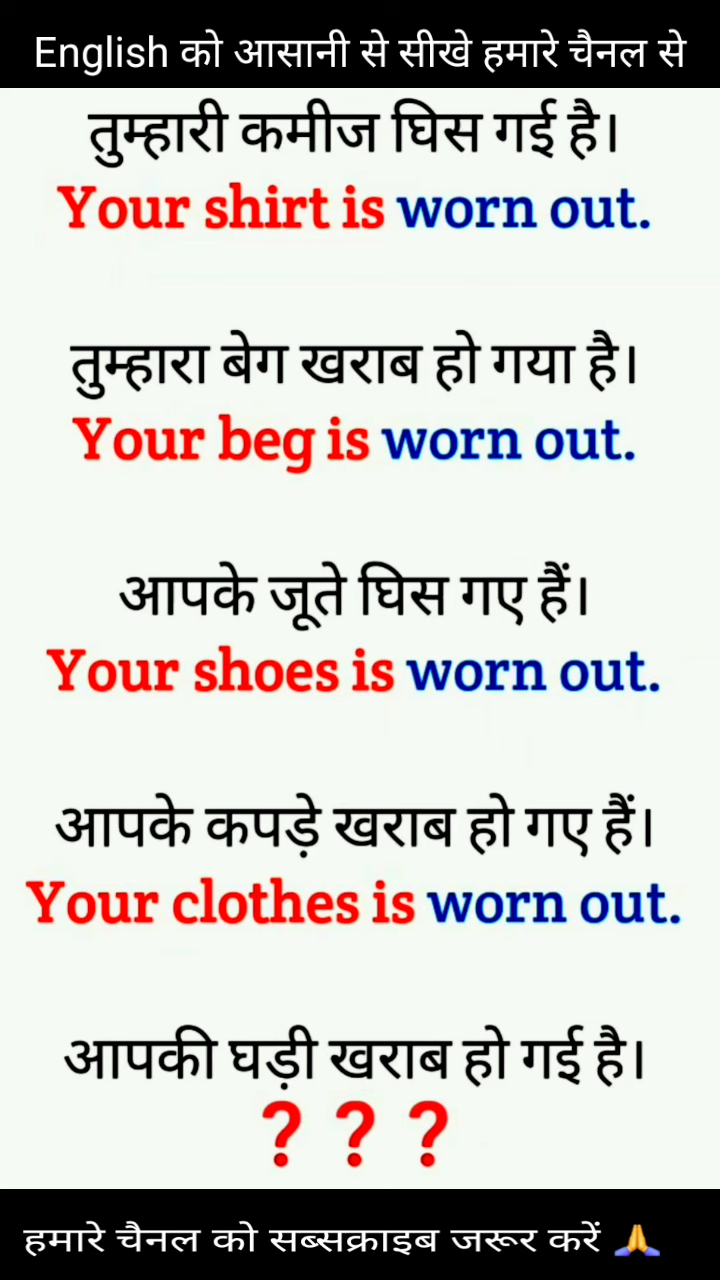 English को आसानी से सीखे हमारे चैनल से
तुम्हारी कमीज घिस गई है।
Your shirt is worn out.
तुम्हारा बेग खराब हो गया है।
Your beg is worn out.
आपके जूते घिस गए हैं।
Your shoes is worn out.
आपके कपड़े खराब हो गए हैं।
Your clothes is worn out.
आपकी घड़ी खराब हो गई है।
❓❓❓
हमारे चैनल को सब्सक्राइब जरूर करें 🙏